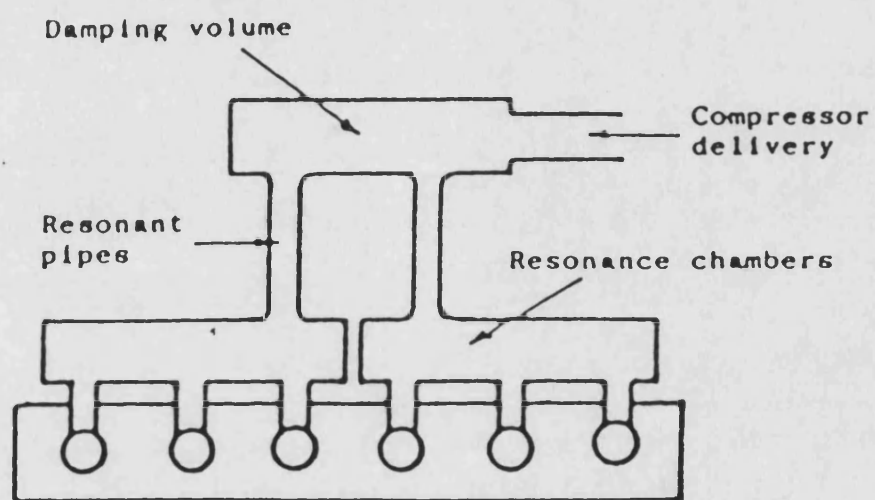 Damping volume
Compressor
delivery
Resonant
pipes
Resonance chambers